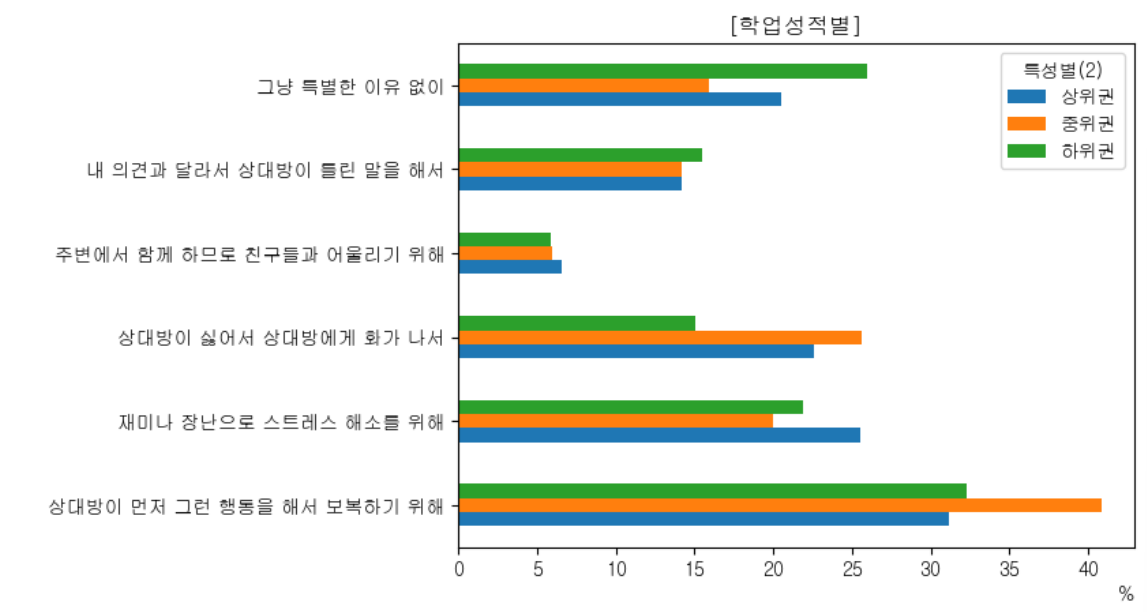 [학업성적별]
특성별(2)
상위권
중위권
하위권
그냥 특별한 이유 없이
내 의견과 달라서 상대방이 틀린 말을 해서
주변에서 함께 하므로 친구들과 어울리기 위해
상대방이 싫어서 상대방에게 화가 나서
재미나 장난으로 스트레스 해소를 위해
상대방이 먼저 그런 행동을 해서 보복하기 위해
0 5 10 15 20 25 30 35 40
%